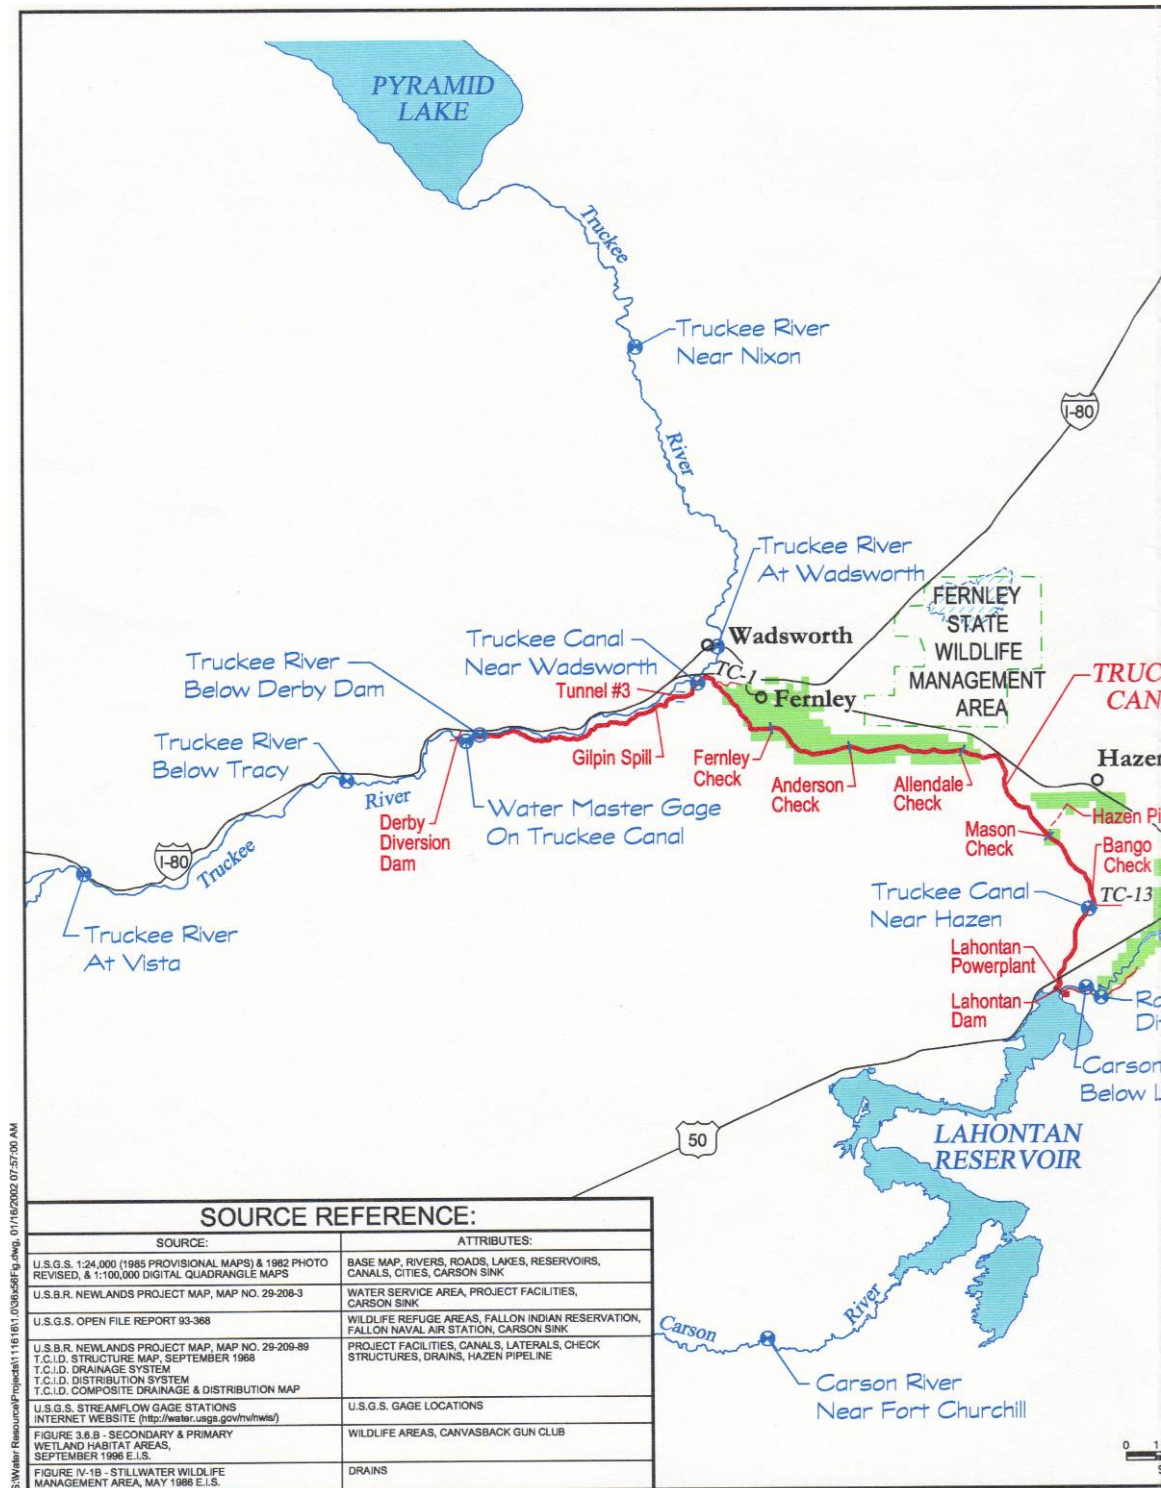 PYRAMID
LAKE
Truckee
Truckee River
Near Nixon
I-80
River
Truckee River
At Wadsworth
FERNLEY
STATE
WILDLIFE
MANAGEMENT
AREA
Truckee Canal
Near Wadsworth
Wadsworth
TC-1
Fernley
Truckee River
Below Derby Dam
Tunnel #3
TRUC
CAN
Truckee River
Below Tracy
River
Gilpin Spill
Fernley
Check
Anderson
Check
Allendale
Check
Hazen
Derby
Diversion
Dam
Water Master Gage
On Truckee Canal
Mason
Check
Hazen Pi
Bango
Check
I-80
Truckee
Truckee Canal
Near Hazen
TC-13
Truckee River
At Vista
Lahontan
Powerplant
Lahontan
Dam
Ra
Di
Carson
Below L
50
LAHONTAN
RESERVOIR
Carson
River
Carson River
Near Fort Churchill
0 1
SOURCE REFERENCE:
SOURCE:
ATTRIBUTES:
U.S.G.S. 1:24,000 (1985 PROVISIONAL MAPS) & 1982 PHOTO
REVISED, & 1:100,000 DIGITAL QUADRANGLE MAPS
BASE MAP, RIVERS, ROADS, LAKES, RESERVOIRS,
CANALS, CITIES, CARSON SINK
U.S.B.R. NEWLANDS PROJECT MAP, MAP NO. 29-208-3
WATER SERVICE AREA, PROJECT FACILITIES,
CARSON SINK
U.S.G.S. OPEN FILE REPORT 93-368
WILDLIFE REFUGE AREAS, FALLON INDIAN RESERVATION,
FALLON NAVAL AIR STATION, CARSON SINK
U.S.B.R. NEWLANDS PROJECT MAP, MAP NO. 29-209-89
T.C.I.D. STRUCTURE MAP, SEPTEMBER 1968
T.C.I.D. DRAINAGE SYSTEM
T.C.I.D. DISTRIBUTION SYSTEM
T.C.I.D. COMPOSITE DRAINAGE & DISTRIBUTION MAP
PROJECT FACILITIES, CANALS, LATERALS, CHECK
STRUCTURES, DRAINS, HAZEN PIPELINE
U.S.G.S. STREAMFLOW GAGE STATIONS
INTERNET WEBSITE (http://water.usgs.gov/nv/nwis/)
U.S.G.S. GAGE LOCATIONS
FIGURE 3.6.B - SECONDARY & PRIMARY
WETLAND HABITAT AREAS,
SEPTEMBER 1996 E.I.S.
WILDLIFE AREAS, CANVASBACK GUN CLUB
FIGURE IV-1B - STILLWATER WILDLIFE
MANAGEMENT AREA, MAY 1986 E.I.S.
DRAINS